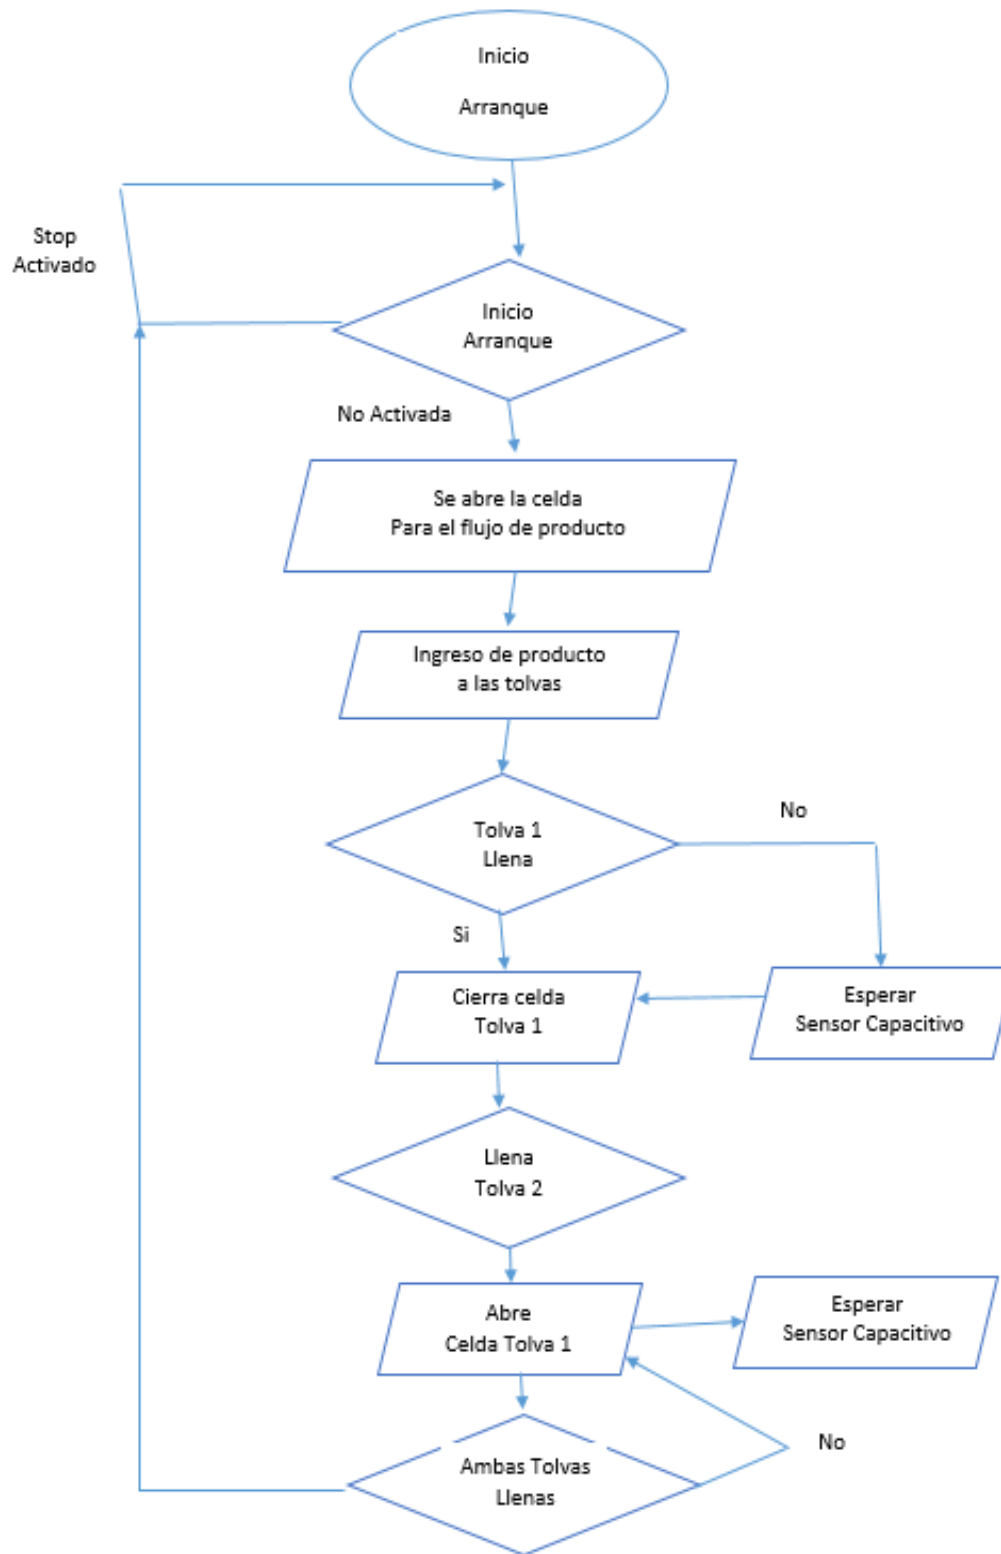 Inicio
Arranque
Stop
Activado
Inicio
Arranque
No Activada
Se abre la celda
Para el flujo de producto
Ingreso de producto
a las tolvas
Tolva 1
Llena
No
Si
Cierra celda
Tolva 1
Esperar
Sensor Capacitivo
Llena
Tolva 2
Abre
Celda Tolva 1
Esperar
Sensor Capacitivo
Ambas Tolvas
Llenas
No